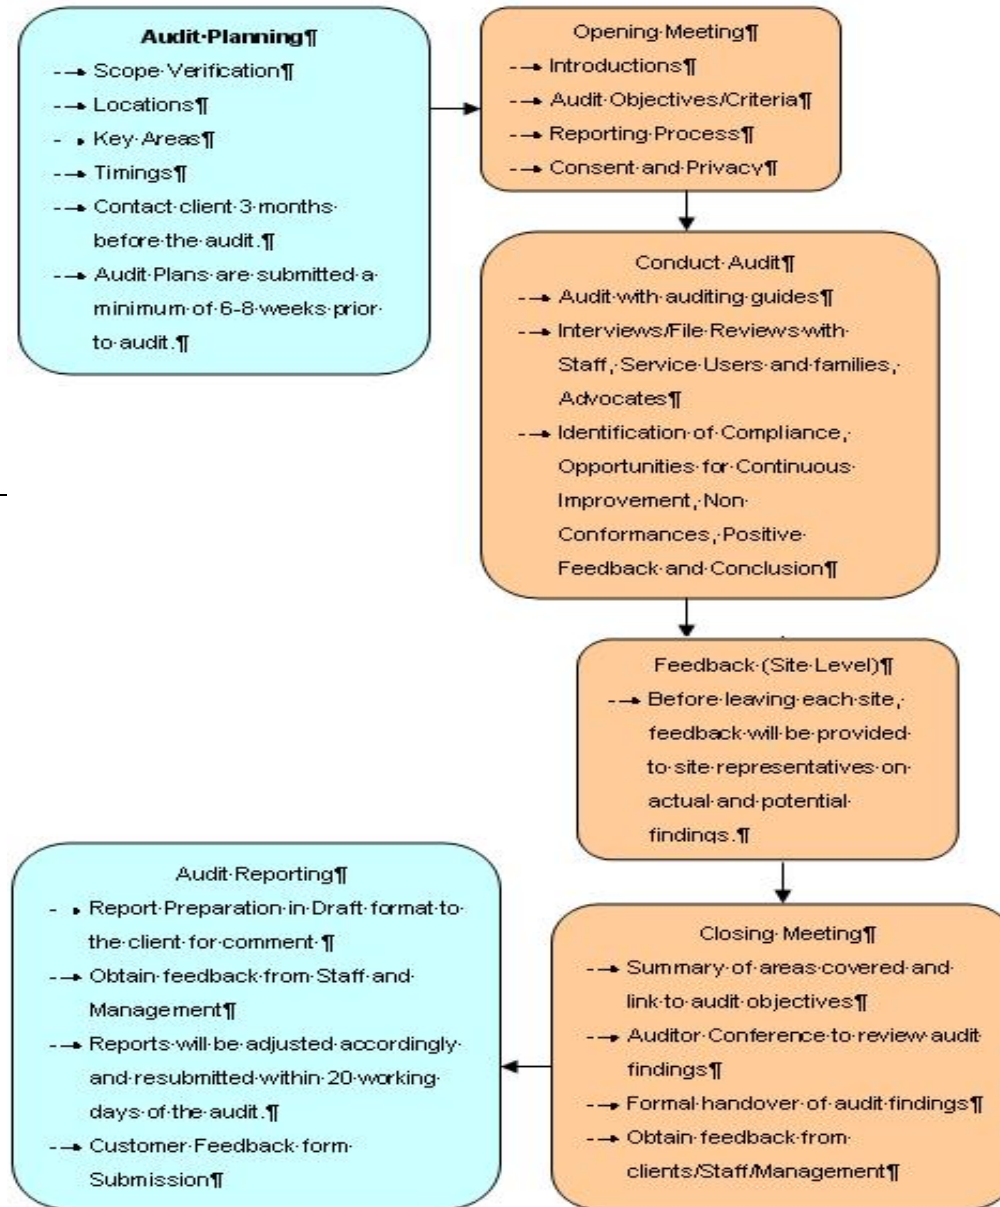 Audit·Planning¶
Scope·Verification¶
Locations¶
Key·Areas¶
Timings¶
Contact·client·3·months·
before·the·audit.¶
Audit·Plans·are·submitted·a·
minimum·of·6-8·weeks·prior·
to·audit.¶
Opening·Meeting¶
Introductions¶
Audit·Objectives/Criteria¶
Reporting·Process¶
Consent·and·Privacy¶
Conduct·Audit¶
Audit·with·auditing·guides¶
Interviews/File·Reviews·with·
Staff,·Service·Users·and·families,·
Advocates¶
Identification·of·Compliance,·
Opportunities·for·Continuous·
Improvement,·Non·
Conformances,·Positive·
Feedback·and·Conclusion¶
Feedback·(Site·Level)¶
Before·leaving·each·site,·
feedback·will·be·provided·
to·site·representatives·on·
actual·and·potential·
findings.¶
Closing·Meeting¶
Summary·of·areas·covered·and·
link·to·audit·objectives¶
Auditor·Conference·to·review·audit·
findings¶
Formal·handover·of·audit·findings¶
Obtain·feedback·from·
clients/Staff/Management¶
Audit·Reporting¶
Report·Preparation·in·Draft·format·to·
the·client·for·comment·¶
Obtain·feedback·from·Staff·and·
Management¶
Reports·will·be·adjusted·accordingly·
and·resubmitted·within·20·working·
days·of·the·audit.¶
Customer·Feedback·form·
Submission¶